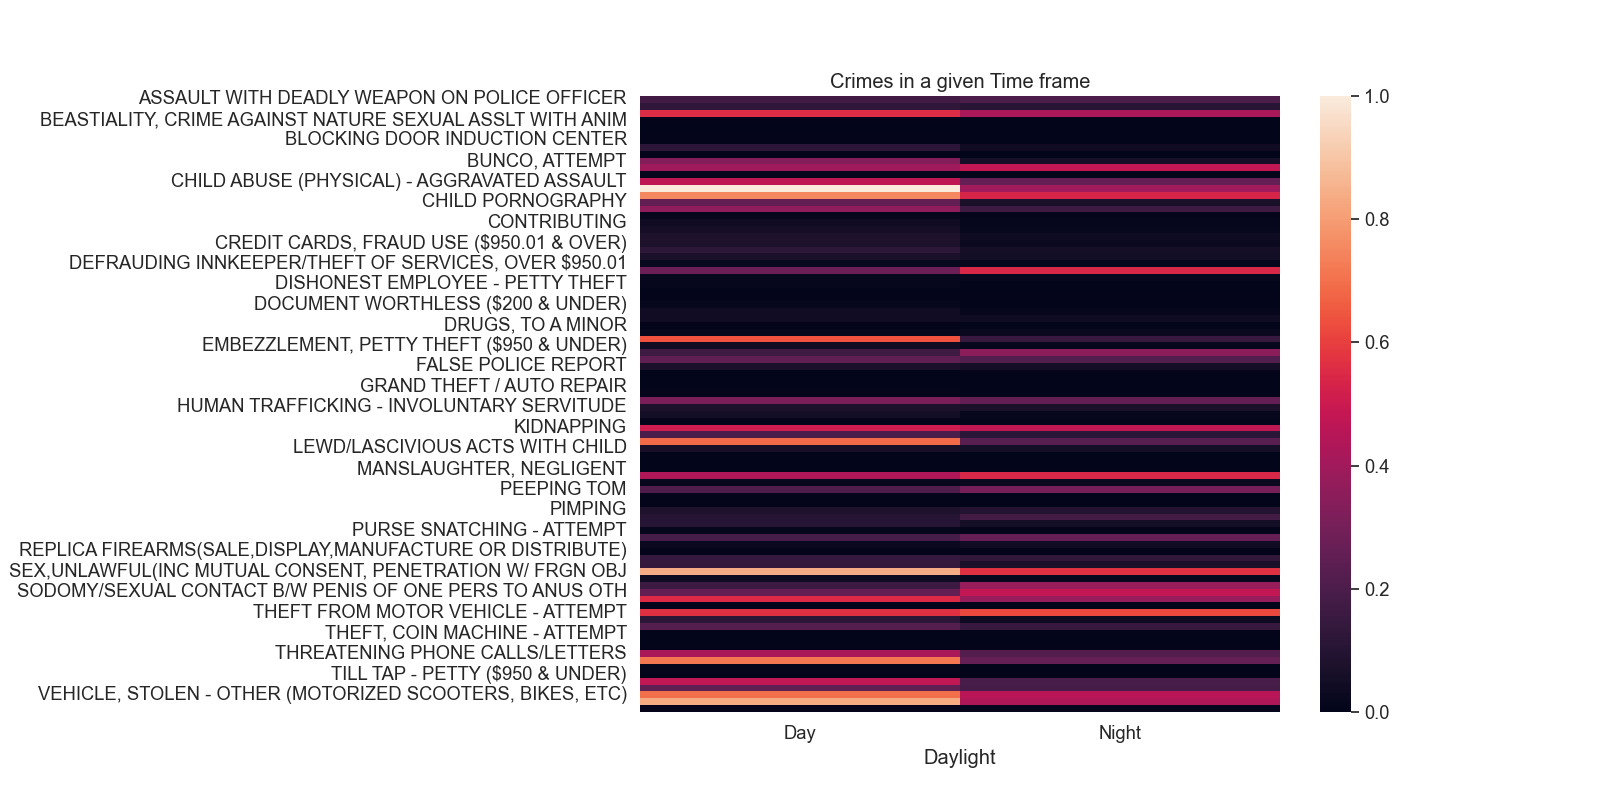 Crimes in a given Time frame
ASSAULT WITH DEADLY WEAPON ON POLICE OFFICER
BEASTIALITY, CRIME AGAINST NATURE SEXUAL ASSLT WITH ANIM
BLOCKING DOOR INDUCTION CENTER
BUNCO, ATTEMPT
CHILD ABUSE (PHYSICAL) - AGGRAVATED ASSAULT
CHILD PORNOGRAPHY
CONTRIBUTING
CREDIT CARDS, FRAUD USE ($950.01 & OVER)
DEFRAUDING INNKEEPER/THEFT OF SERVICES, OVER $950.01
DISHONEST EMPLOYEE - PETTY THEFT
DOCUMENT WORTHLESS ($200 & UNDER)
DRUGS, TO A MINOR
EMBEZZLEMENT, PETTY THEFT ($950 & UNDER)
FALSE POLICE REPORT
GRAND THEFT / AUTO REPAIR
HUMAN TRAFFICKING - INVOLUNTARY SERVITUDE
KIDNAPPING
LEWD/LASCIVIOUS ACTS WITH CHILD
MANSLAUGHTER, NEGLIGENT
PEEPING TOM
PIMPING
PURSE SNATCHING - ATTEMPT
REPLICA FIREARMS(SALE,DISPLAY,MANUFACTURE OR DISTRIBUTE)
SEX,UNLAWFUL(INC MUTUAL CONSENT, PENETRATION W/ FRGN OBJ
SODOMY/SEXUAL CONTACT B/W PENIS OF ONE PERS TO ANUS OTH
THEFT FROM MOTOR VEHICLE - ATTEMPT
THEFT, COIN MACHINE - ATTEMPT
THREATENING PHONE CALLS/LETTERS
TILL TAP - PETTY ($950 & UNDER)
VEHICLE, STOLEN - OTHER (MOTORIZED SCOOTERS, BIKES, ETC)
Day
Night
Daylight
1.0
0.8
0.6
0.4
0.2
0.0